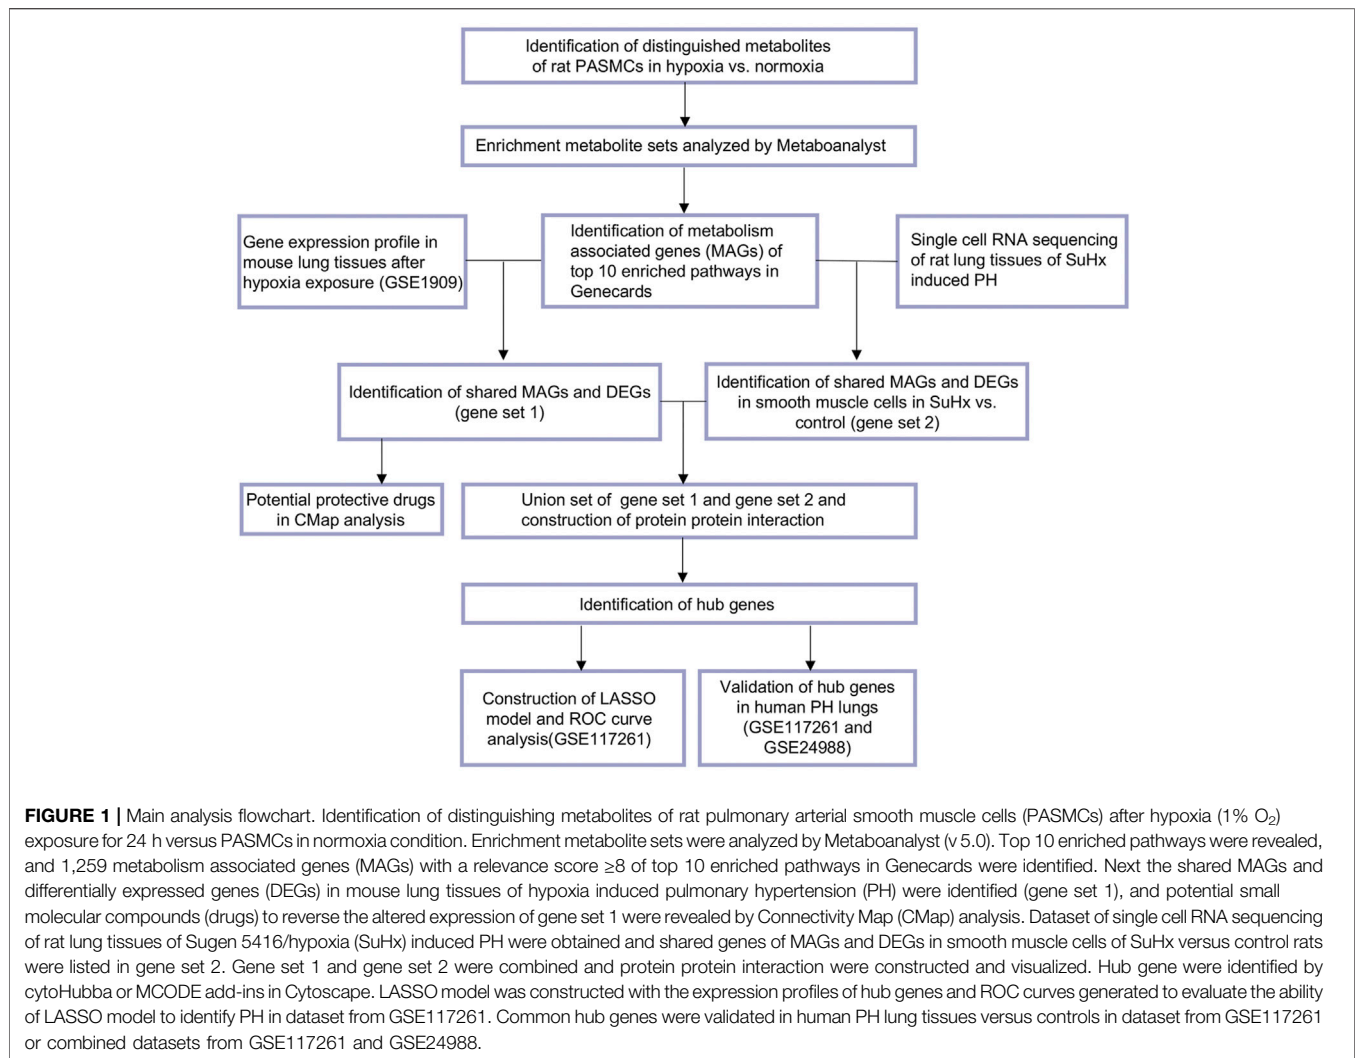 Identification of distinguished metabolites
of rat PASMCs in hypoxia vs. normoxia
Enrichment metabolite sets analyzed by Metaboanalyst
Gene expression profile in
mouse lung tissues after
hypoxia exposure (GSE1909)
Identification of metabolism
associated genes (MAGs) of
top 10 enriched pathways in
Genecards
Single cell RNA sequencing
of rat lung tissues of SuHx
induced PH
Identification of shared MAGs and DEGs
(gene set 1)
Identification of shared MAGs and DEGs
in smooth muscle cells in SuHx vs.
control (gene set 2)
Potential protective drugs
in CMap analysis
Union set of gene set 1 and gene set 2 and
construction of protein protein interaction
Identification of hub genes
Construction of LASSO
model and ROC curve
analysis(GSE117261)
Validation of hub genes
in human PH lungs
(GSE117261 and
GSE24988)
FIGURE 1 | Main analysis flowchart. Identification of distinguishing metabolites of rat pulmonary arterial smooth muscle cells (PASMCs) after hypoxia (1% O₂)
exposure for 24 h versus PASMCs in normoxia condition. Enrichment metabolite sets were analyzed by Metaboanalyst (v 5.0). Top 10 enriched pathways were revealed,
and 1,259 metabolism associated genes (MAGs) with a relevance score ≥8 of top 10 enriched pathways in Genecards were identified. Next the shared MAGs and
differentially expressed genes (DEGs) in mouse lung tissues of hypoxia induced pulmonary hypertension (PH) were identified (gene set 1), and potential small
molecular compounds (drugs) to reverse the altered expression of gene set 1 were revealed by Connectivity Map (CMap) analysis. Dataset of single cell RNA sequencing
of rat lung tissues of Sugen 5416/hypoxia (SuHx) induced PH were obtained and shared genes of MAGs and DEGs in smooth muscle cells of SuHx versus control rats
were listed in gene set 2. Gene set 1 and gene set 2 were combined and protein protein interaction were constructed and visualized. Hub gene were identified by
cytoHubba or MCODE add-ins in Cytoscape. LASSO model was constructed with the expression profiles of hub genes and ROC curves generated to evaluate the ability
of LASSO model to identify PH in dataset from GSE117261. Common hub genes were validated in human PH lung tissues versus controls in dataset from GSE117261
or combined datasets from GSE117261 and GSE24988.